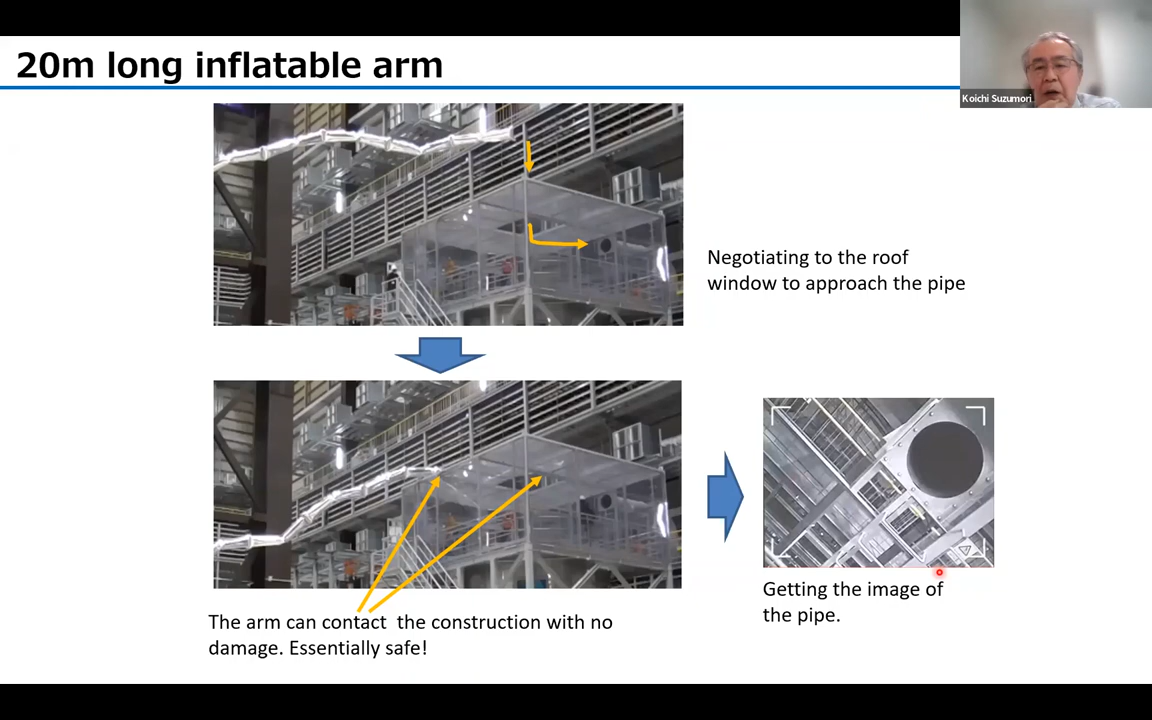 20m long inflatable arm
Koichi Suzumori
Negotiating to the roof
window to approach the pipe
The arm can contact the construction with no
damage. Essentially safe!
Getting the image of
the pipe.